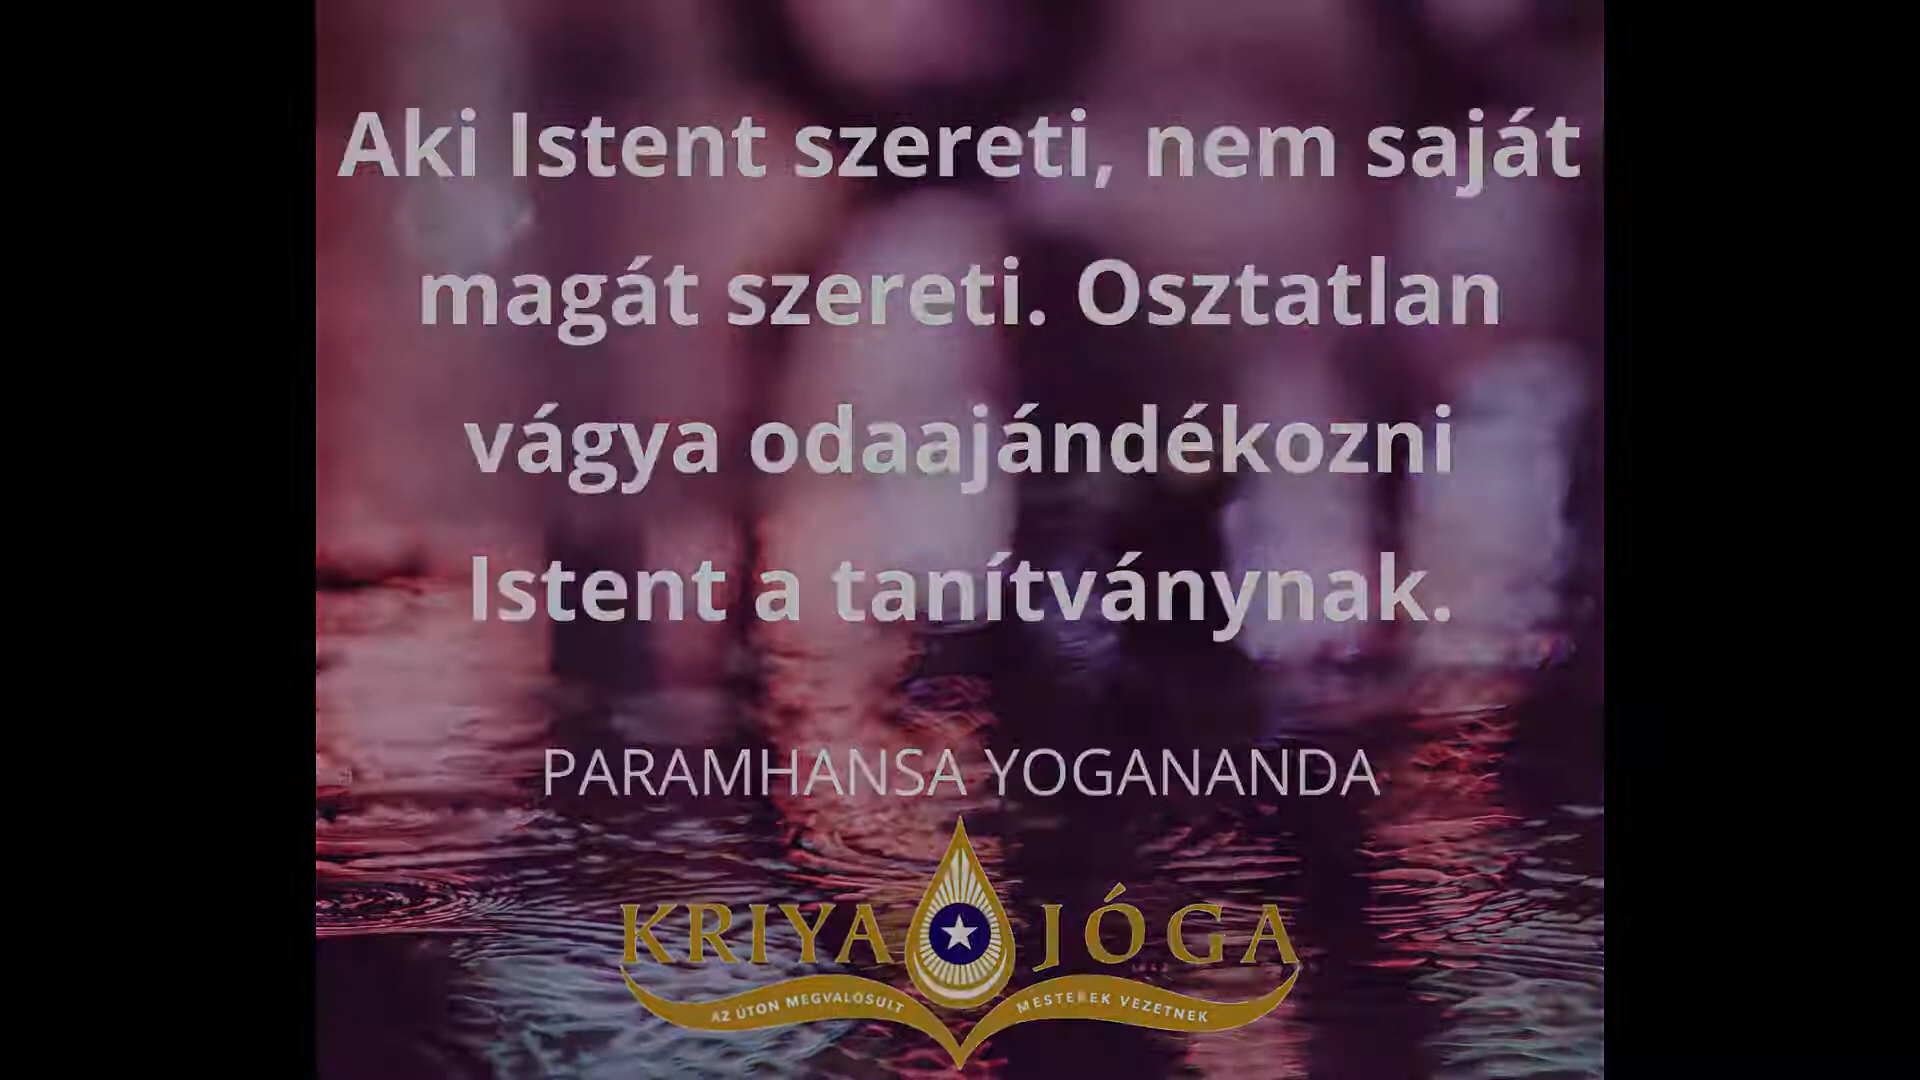 Aki Istent szereti, nem saját
magát szereti. Osztatlan
vágya odaajándékozni
Istent a tanítványnak.
PARAMHANSA YOGANANDA
KRIYA JÓGA
AZ ÚTON MEGVALÓSULT MESTEREK VEZETNEK